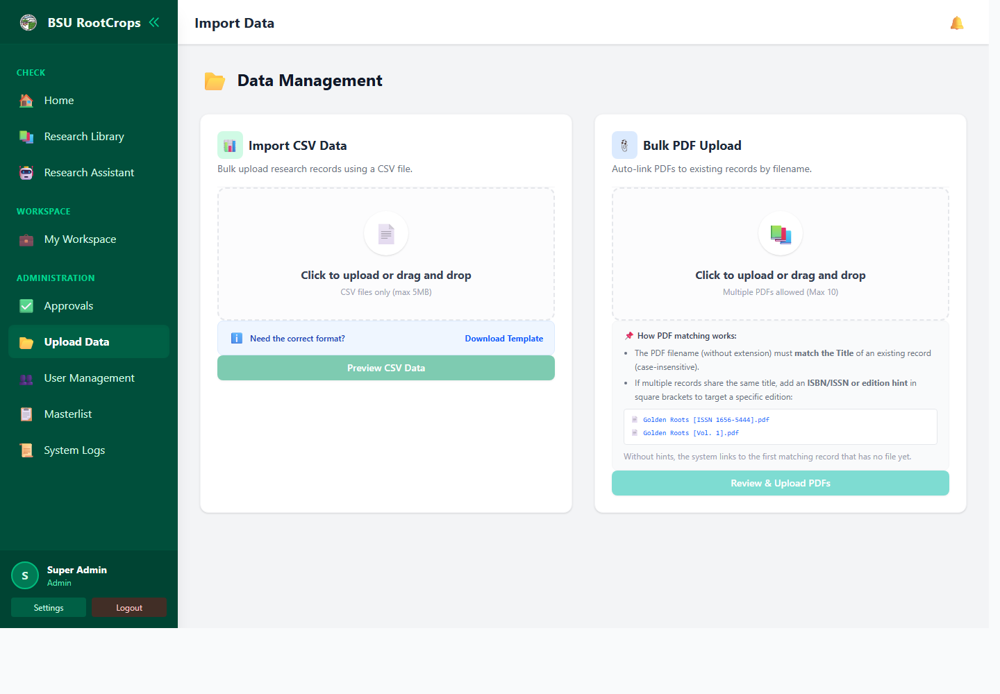 BSU RootCrops
CHECK
Home
Research Library
Research Assistant
WORKSPACE
My Workspace
ADMINISTRATION
Approvals
Upload Data
User Management
Masterlist
System Logs
S
Super Admin
Admin
Settings
Logout
Import Data
Data Management
Import CSV Data
Bulk upload research records using a CSV file.
Click to upload or drag and drop
CSV files only (max 5MB)
Need the correct format?
Download Template
Preview CSV Data
Bulk PDF Upload
Auto-link PDFs to existing records by filename.
Click to upload or drag and drop
Multiple PDFs allowed (Max 10)
How PDF matching works:
• The PDF filename (without extension) must match the Title of an existing record
(case-insensitive).
• If multiple records share the same title, add an ISBN/ISSN or edition hint in
square brackets to target a specific edition:
Golden Roots [ISSN 1656-5444].pdf
Golden Roots [Vol. 1].pdf
Without hints, the system links to the first matching record that has no file yet.
Review & Upload PDFs